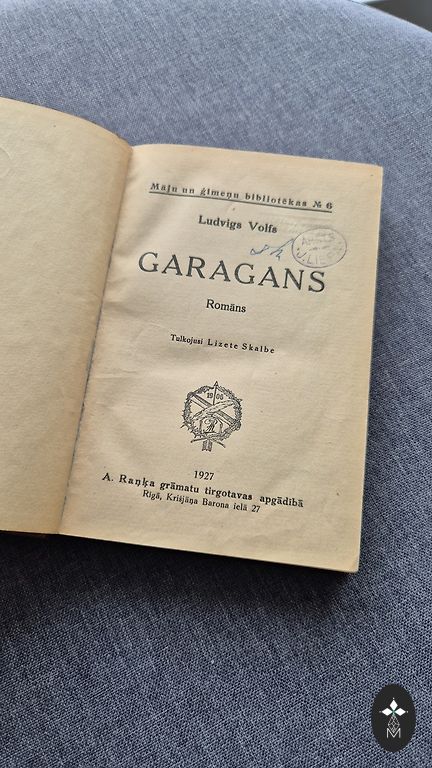 Māju un ģimeņu bibliotēkas № 6
Ludvigs Volfs
GARAGANS
Romāns
Tulkojusi Lizete Skalbe
1906
1927
A. Raņķa grāmatu tirgotavas apgādībā
Rīgā, Krišjāņa Barona ielā 27
M